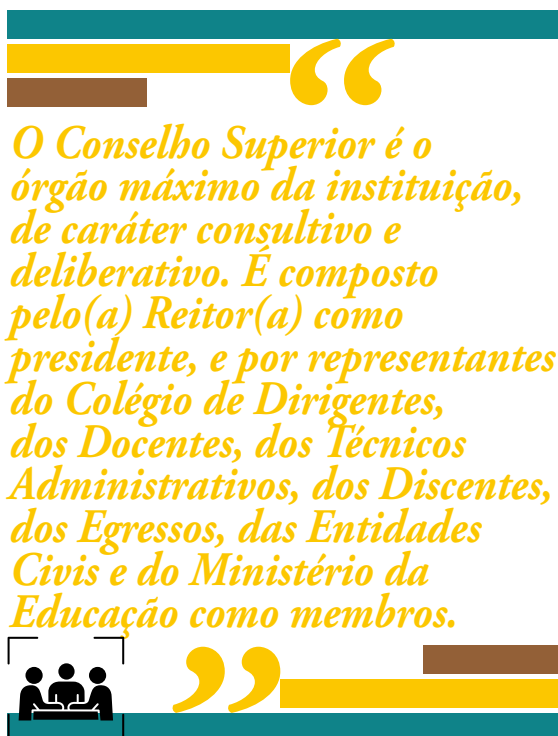 “
O Conselho Superior é o
órgão máximo da instituição,
de caráter consultivo e
deliberativo. É composto
pelo(a) Reitor(a) como
presidente, e por representantes
do Colégio de Dirigentes,
dos Docentes, dos Técnicos
Administrativos, dos Discentes,
dos Egressos, das Entidades
Civis e do Ministério da
Educação como membros.
”